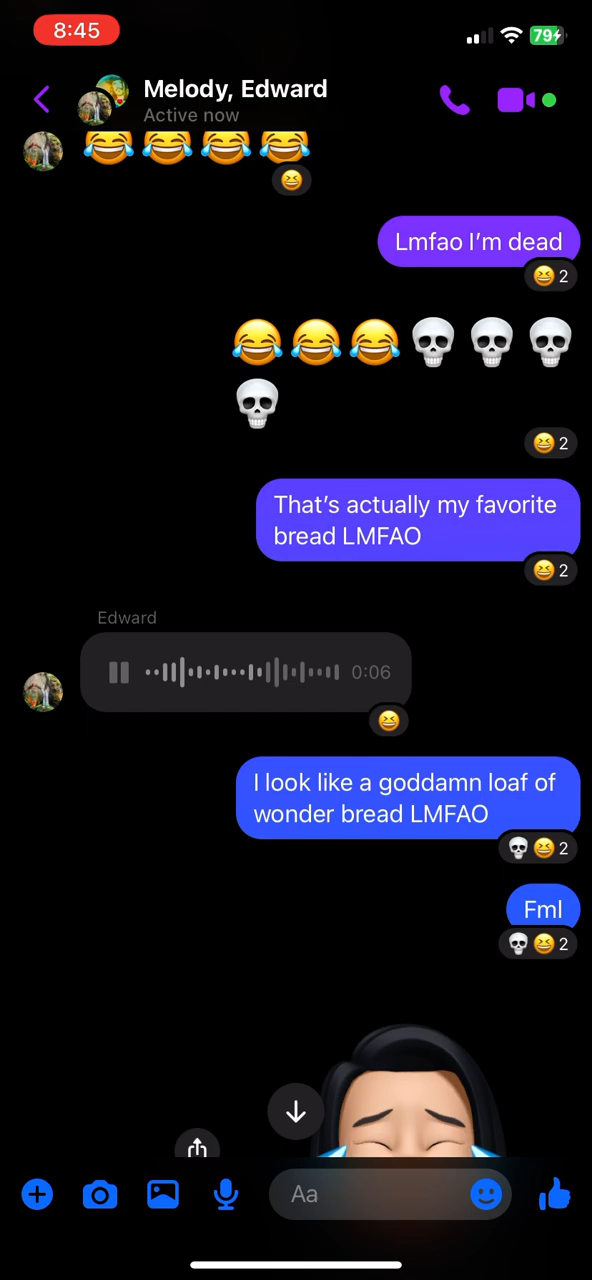 8:45
79
Melody, Edward
Active now
😂😂😂😂
😆
Lmfao I’m dead
😆 2
😂😂😂💀💀💀
💀
😆 2
That’s actually my favorite
bread LMFAO
😆 2
Edward
0:06
😆
I look like a goddamn loaf of
wonder bread LMFAO
💀😆 2
Fml
💀😆 2
Aa